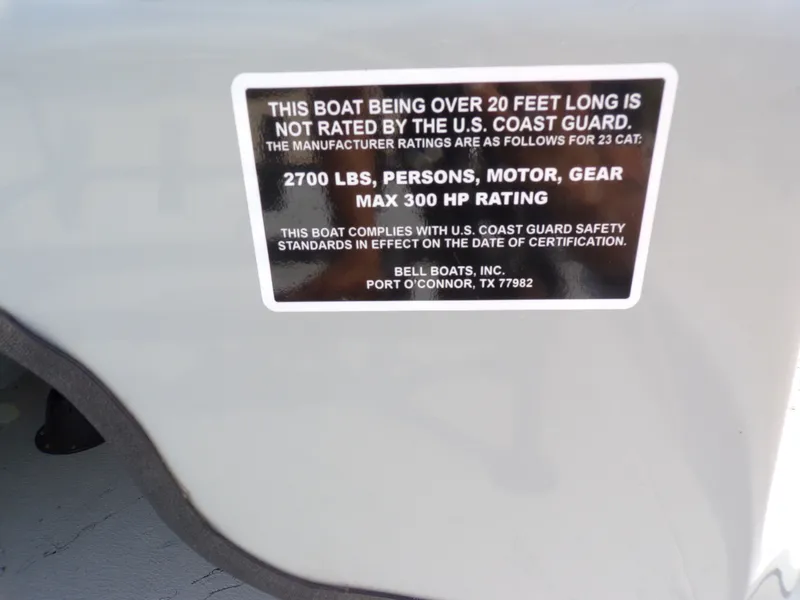 THIS BOAT BEING OVER 20 FEET LONG IS
NOT RATED BY THE U.S. COAST GUARD.
THE MANUFACTURER RATINGS ARE AS FOLLOWS FOR 23 CAT:
2700 LBS, PERSONS, MOTOR, GEAR
MAX 300 HP RATING
THIS BOAT COMPLIES WITH U.S. COAST GUARD SAFETY
STANDARDS IN EFFECT ON THE DATE OF CERTIFICATION.
BELL BOATS, INC.
PORT O'CONNOR, TX 77982